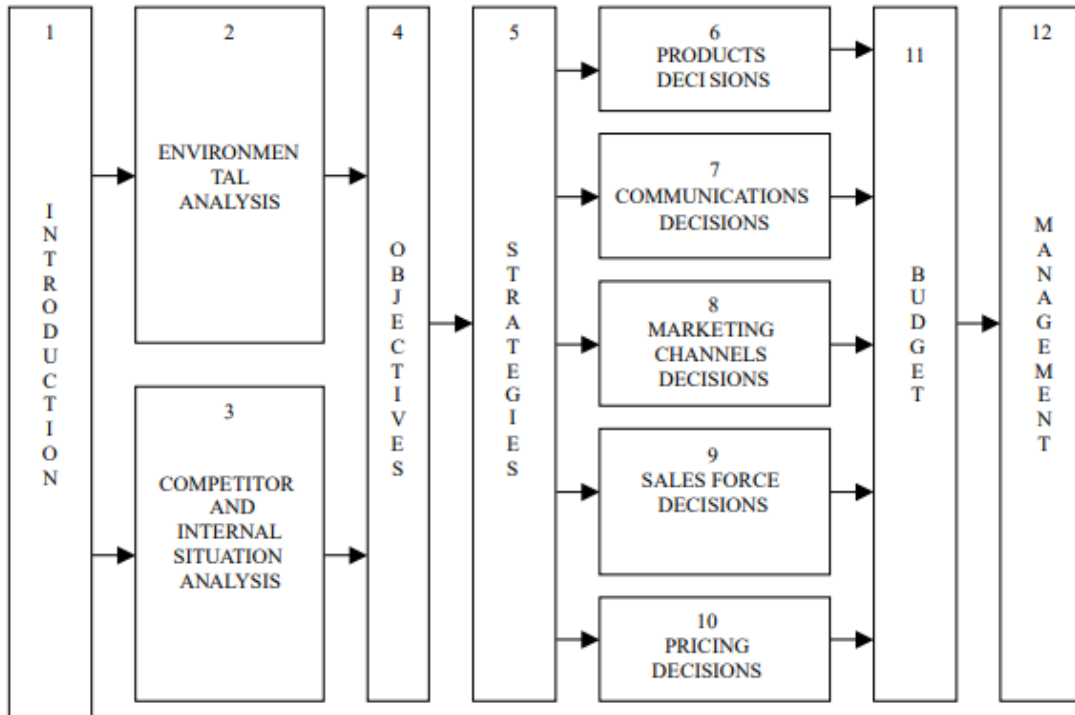 1
INTRODUCTION
2
ENVIRONMEN
TAL
ANALYSIS
3
COMPETITOR
AND
INTERNAL
SITUATION
ANALYSIS
4
OBJECTIVES
5
STRATEGIES
6
PRODUCTS
DECI SIONS
7
COMMUNICATIONS
DECISIONS
8
MARKETING
CHANNELS
DECISIONS
9
SALES FORCE
DECISIONS
10
PRICING
DECISIONS
11
BUDGET
12
MANAGEMENT